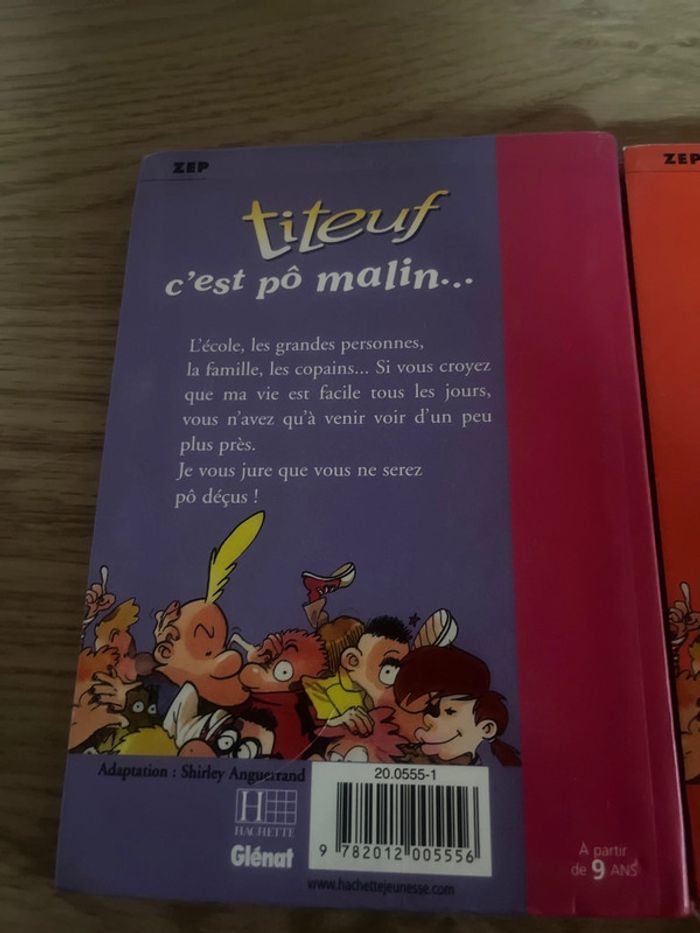 ZEP
titeuf
c'est pô malin...
L'école, les grandes personnes,
la famille, les copains... Si vous croyez
que ma vie est facile tous les jours,
vous n'avez qu'à venir voir d'un peu
plus près.
Je vous jure que vous ne serez
pô déçus !
Adaptation : Shirley Anguerrand
20.0555-1
H
HACHETTE
Glénat
9 782012 005556
www.hachettejeunesse.com
À partir
de 9 ANS
ZEP